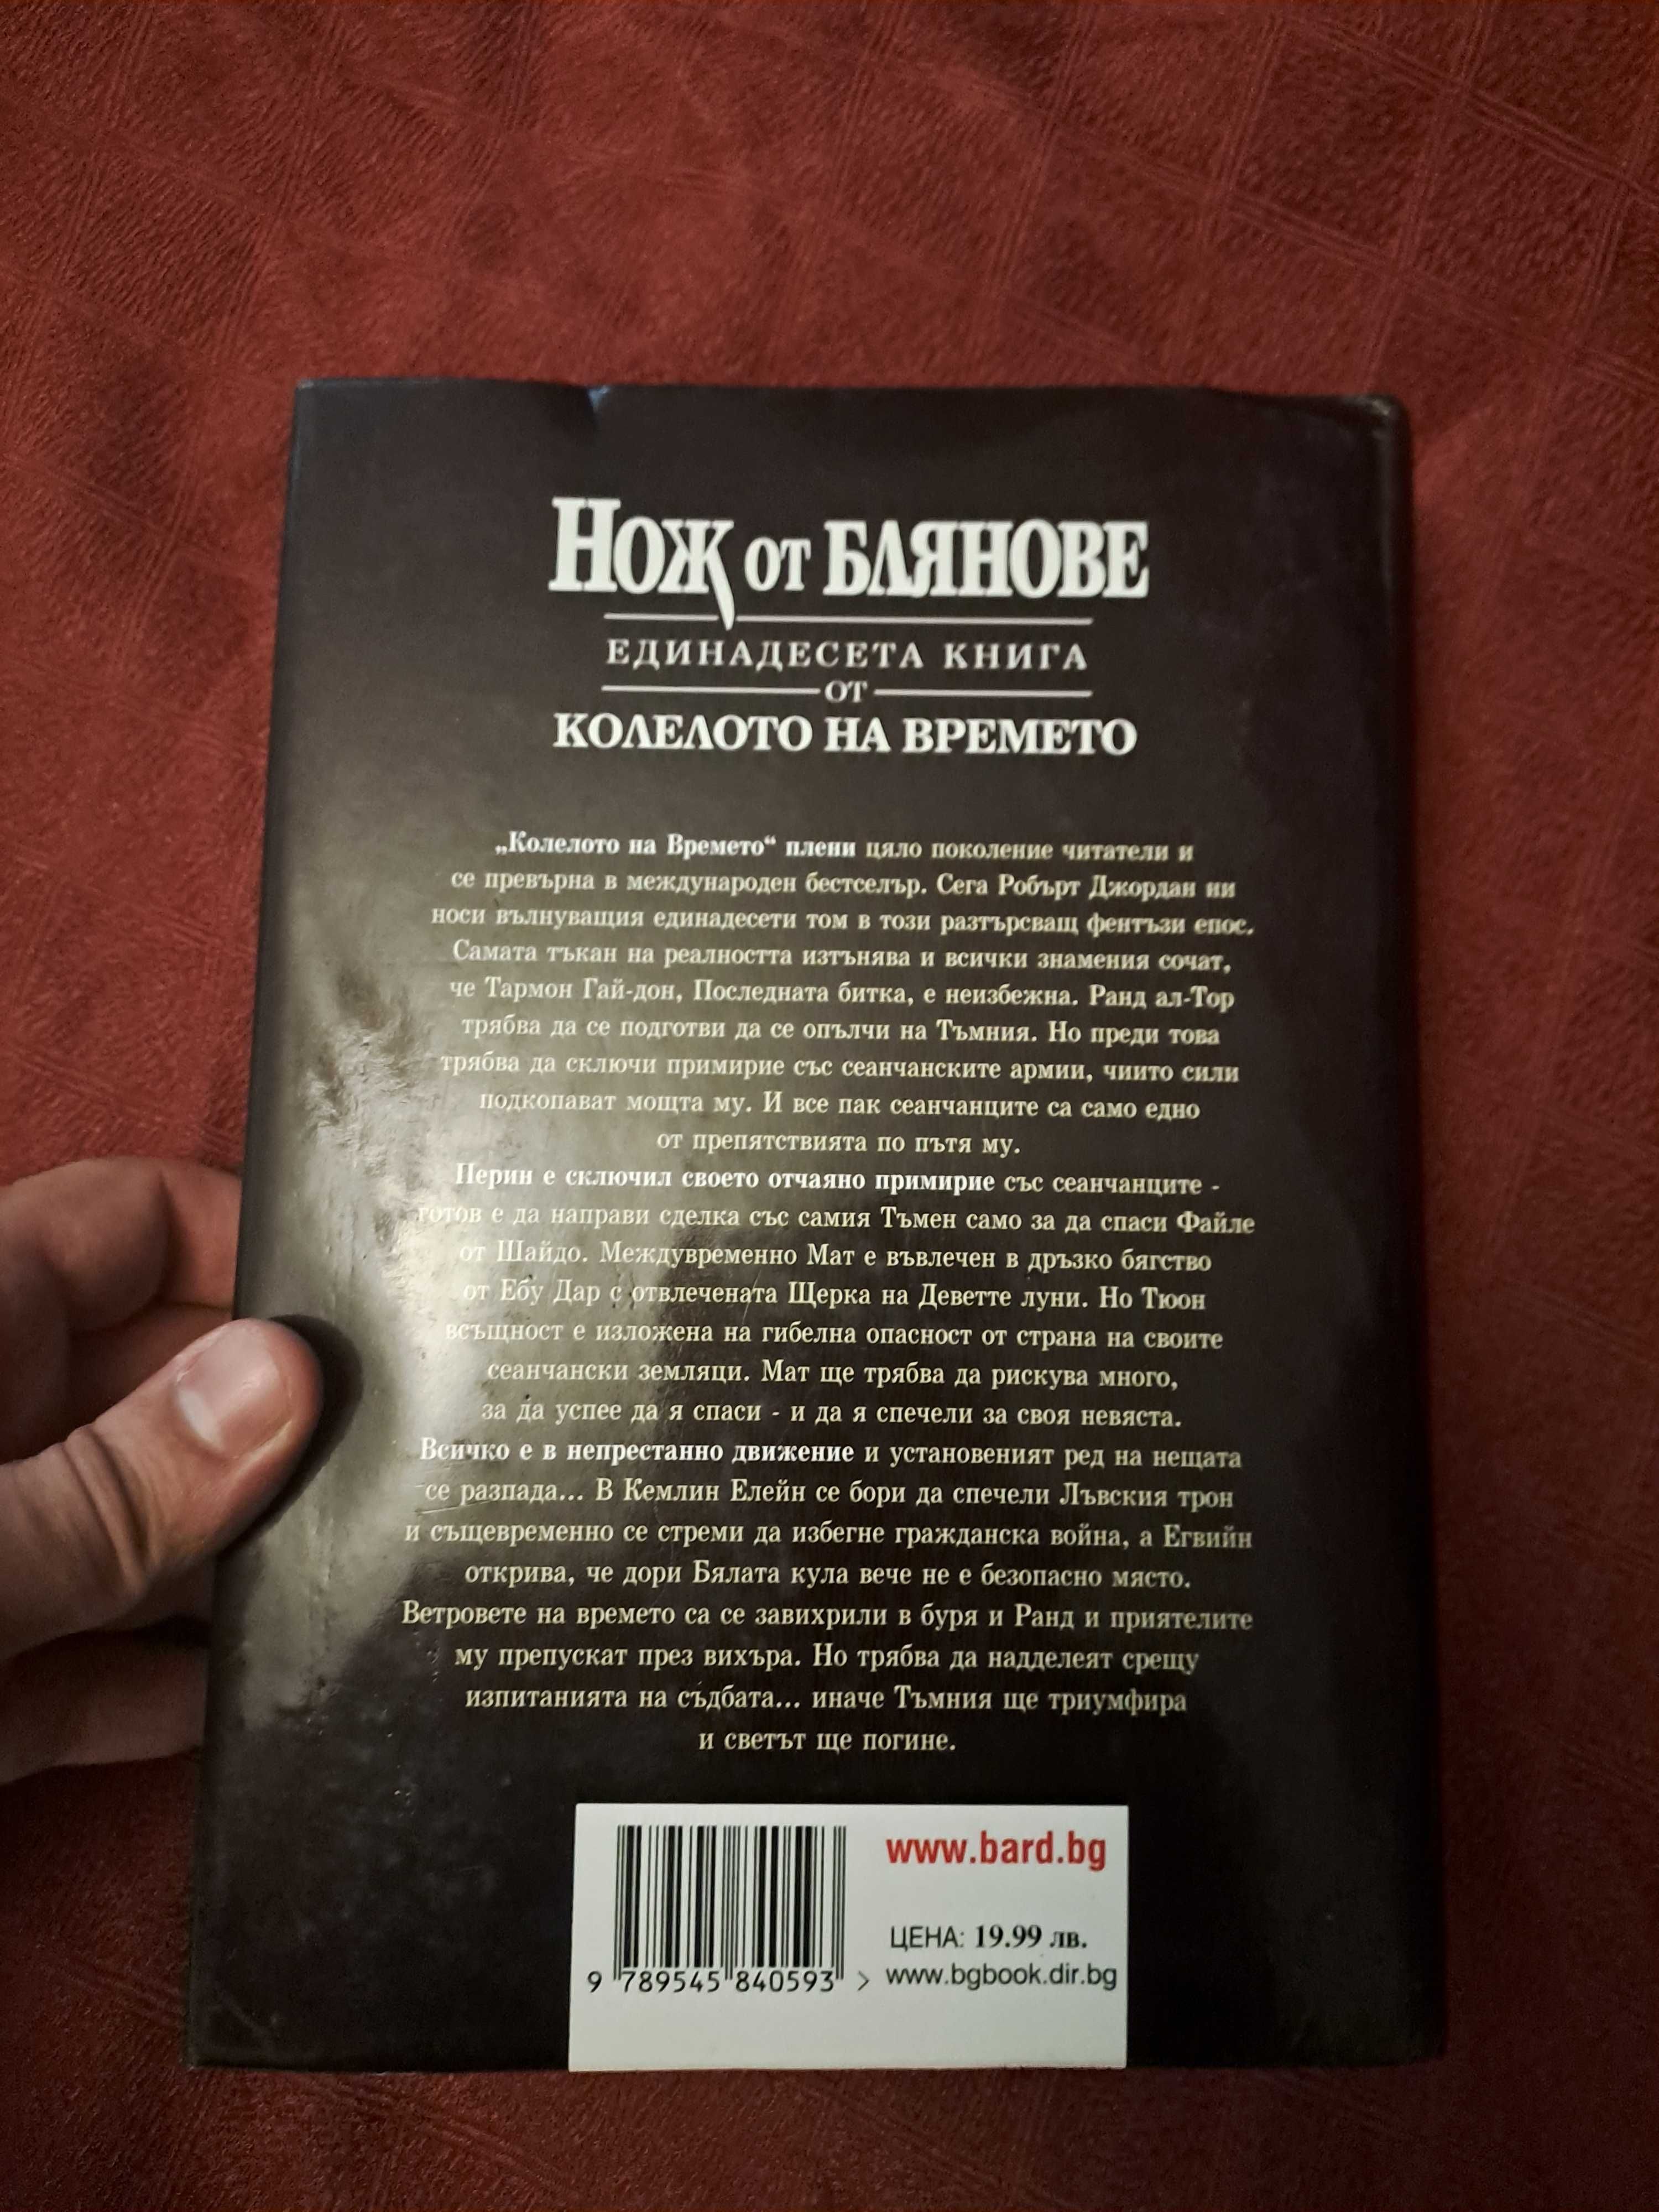 Нож от блянове
ЕДИНАДЕСЕТА КНИГА
ОТ
КОЛЕЛОТО НА ВРЕМЕТО
„Колелото на Времето“ плени цяло поколение читатели и
се превърна в международен бестселър. Сега Робърт Джордан ни
носи вълнуващия единадесети том в този разтърсващ фентъзи епос.
Самата тъкан на реалността изтънява и всички знамения сочат,
че Тармон Гай-дон, Последната битка, е неизбежна. Ранд ал-Тор
трябва да се подготви да се опълчи на Тъмния. Но преди това
трябва да сключи примирие със сеанчанските армии, чиито сили
подкопават мощта му. И все пак сеанчанците са само едно
от препятствията по пътя му.
Перин е сключил своето отчаяно примирие със сеанчанците -
готов е да направи сделка със самия Тъмен само за да спаси Файле
от Шайдо. Междувременно Мат е въвлечен в дръзко бягство
от Ебу Дар с отвлечената Щерка на Деветте луни. Но Тюон
всъщност е изложена на гибелна опасност от страна на своите
сеанчански земляци. Мат ще трябва да рискува много,
за да успее да я спаси - и да я спечели за своя невяста.
Всичко е в непрестанно движение и установеният ред на нещата
се разпада... В Кемлин Елейн се бори да спечели Лъвския трон
и същевременно се стреми да избегне гражданска война, а Егвийн
открива, че дори Бялата кула вече не е безопасно място.
Ветровете на времето са се завихрили в буря и Ранд и приятелите
му препускат през вихъра. Но трябва да надделеят срещу
изпитанията на съдбата... иначе Тъмния ще триумфира
и светът ще погине.
www.bard.bg
ЦЕНА: 19.99 лв.
www.bgbook.dir.bg
9 789545 840593 >